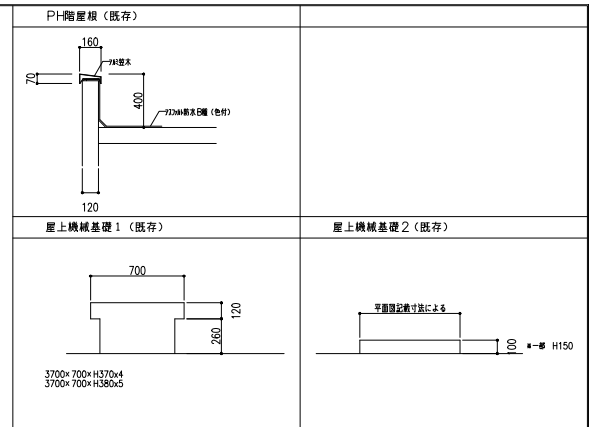 PH階屋根（既存）
160
アルミ笠木
70
400
アスファルト防水B種（色付）
120
屋上機械基礎１（既存）
屋上機械基礎２（既存）
700
120
260
3700×700×H370x4
3700×700×H380x5
平面図記載寸法による
100
※一部 H150